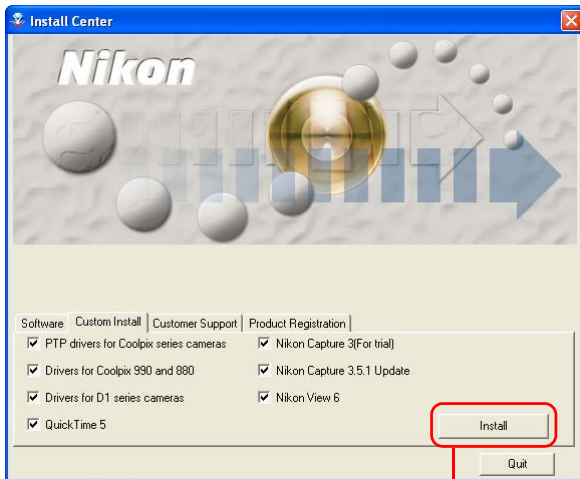 Install Center
Nikon
Software Custom Install Customer Support Product Registration
PTP drivers for Coolpix series cameras
Nikon Capture 3(For trial)
Drivers for Coolpix 990 and 880
Nikon Capture 3.5.1 Update
Drivers for D1 series cameras
Nikon View 6
QuickTime 5
Install
Quit